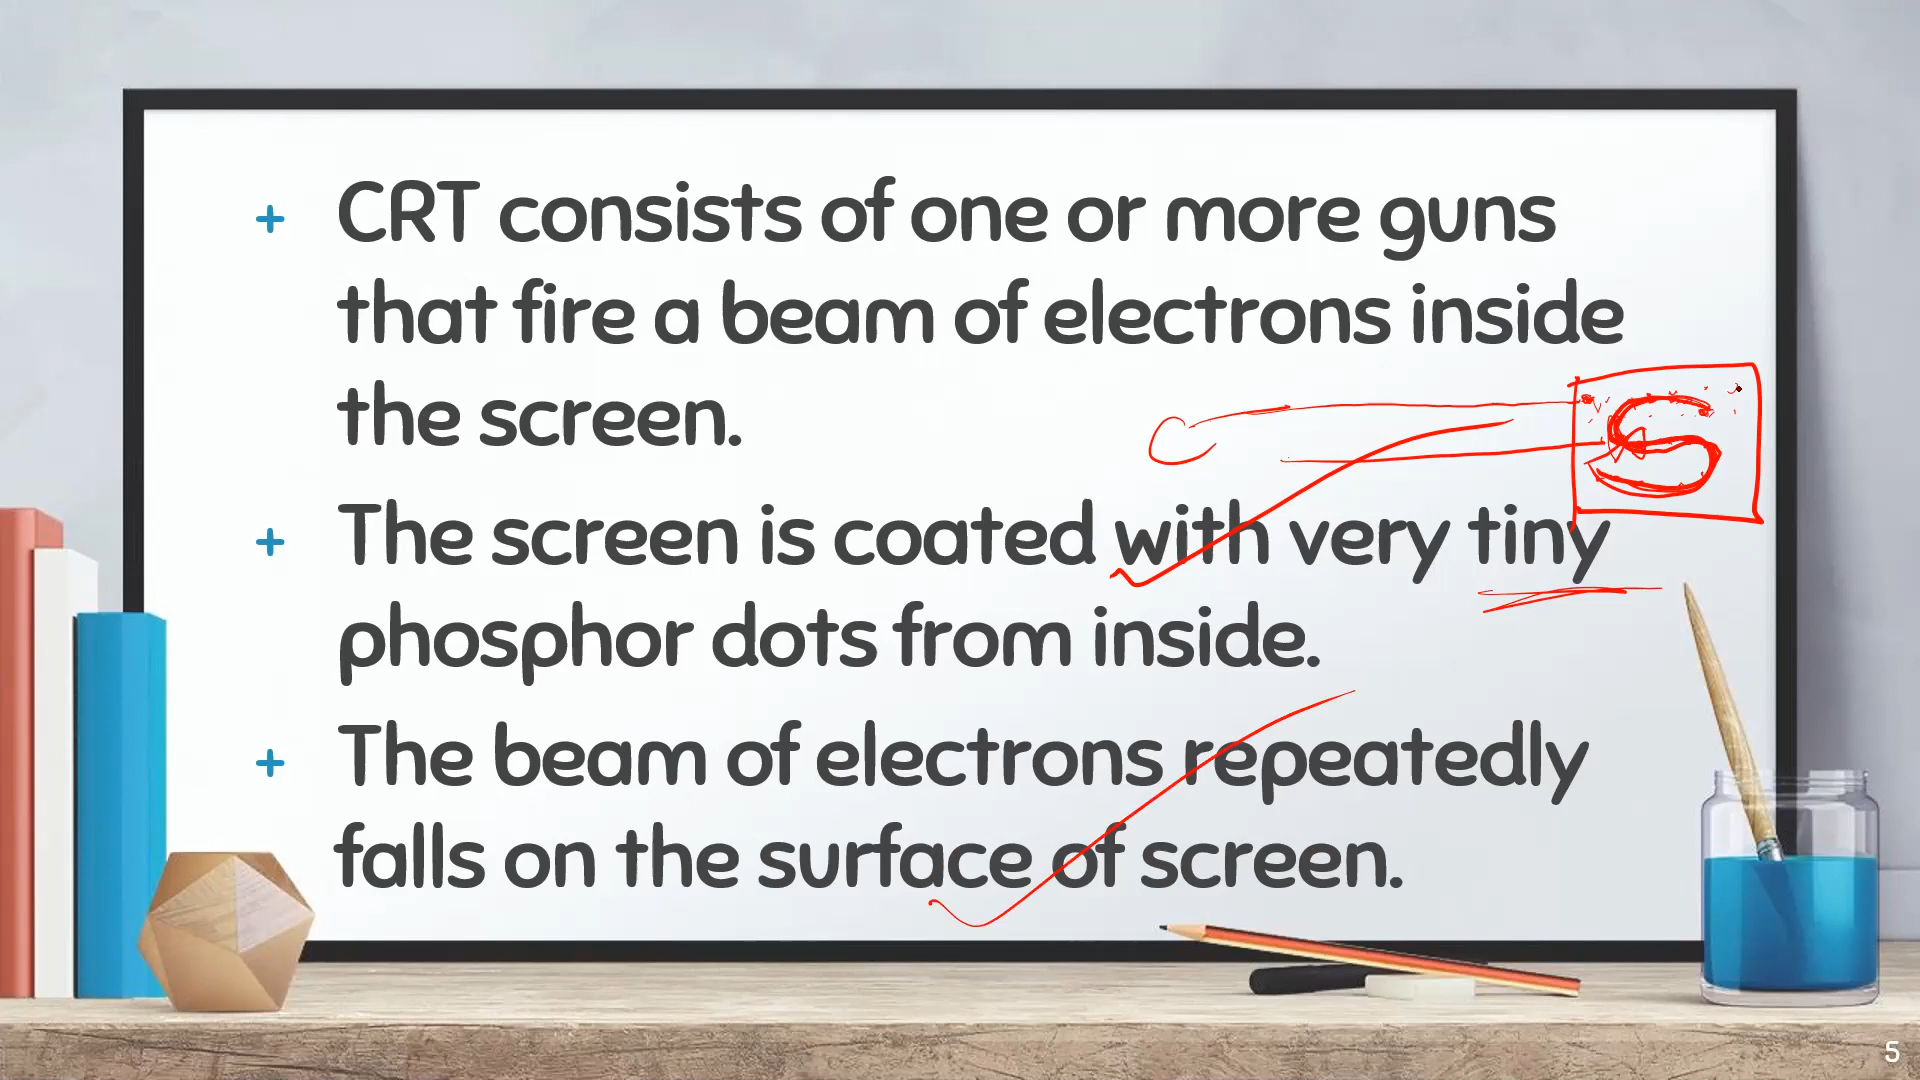 + CRT consists of one or more guns
that fire a beam of electrons inside
the screen.
S
+ The screen is coated with very tiny
phosphor dots from inside.
+ The beam of electrons repeatedly
falls on the surface of screen.
5